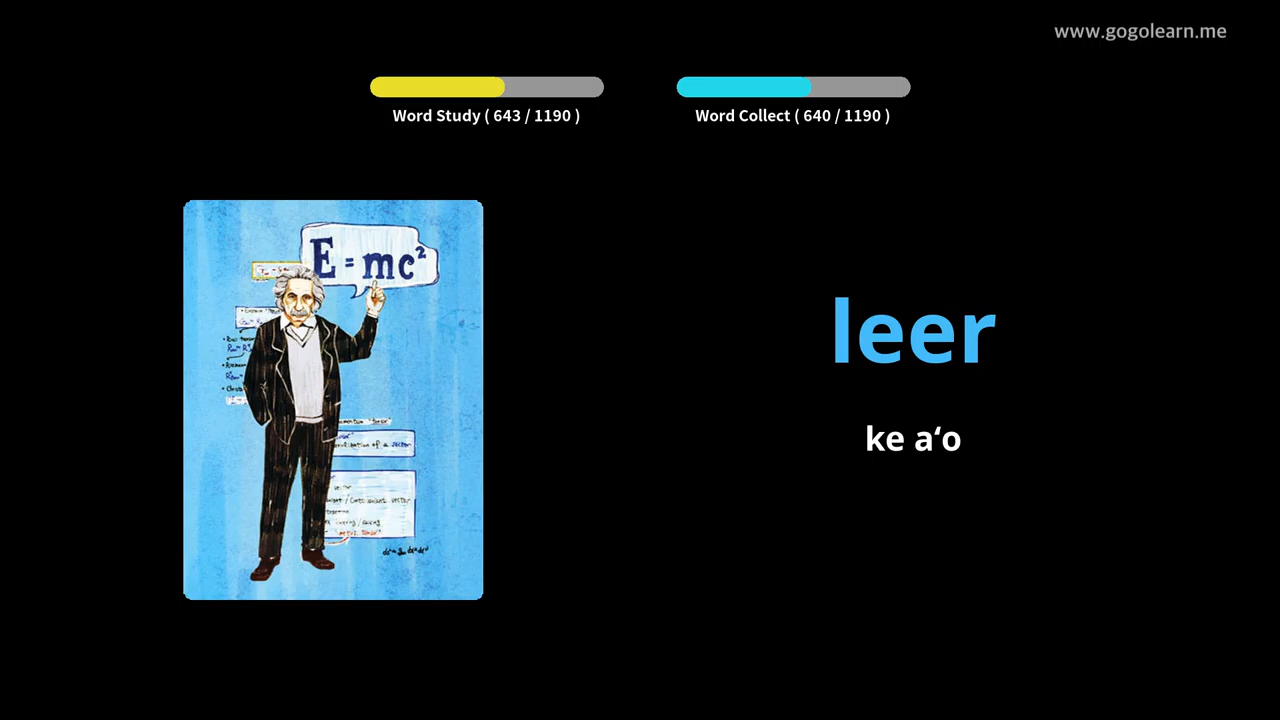 www.gogolearn.me
Word Study ( 643 / 1190 )
Word Collect ( 640 / 1190 )
E = mc²
leer
ke aʻo